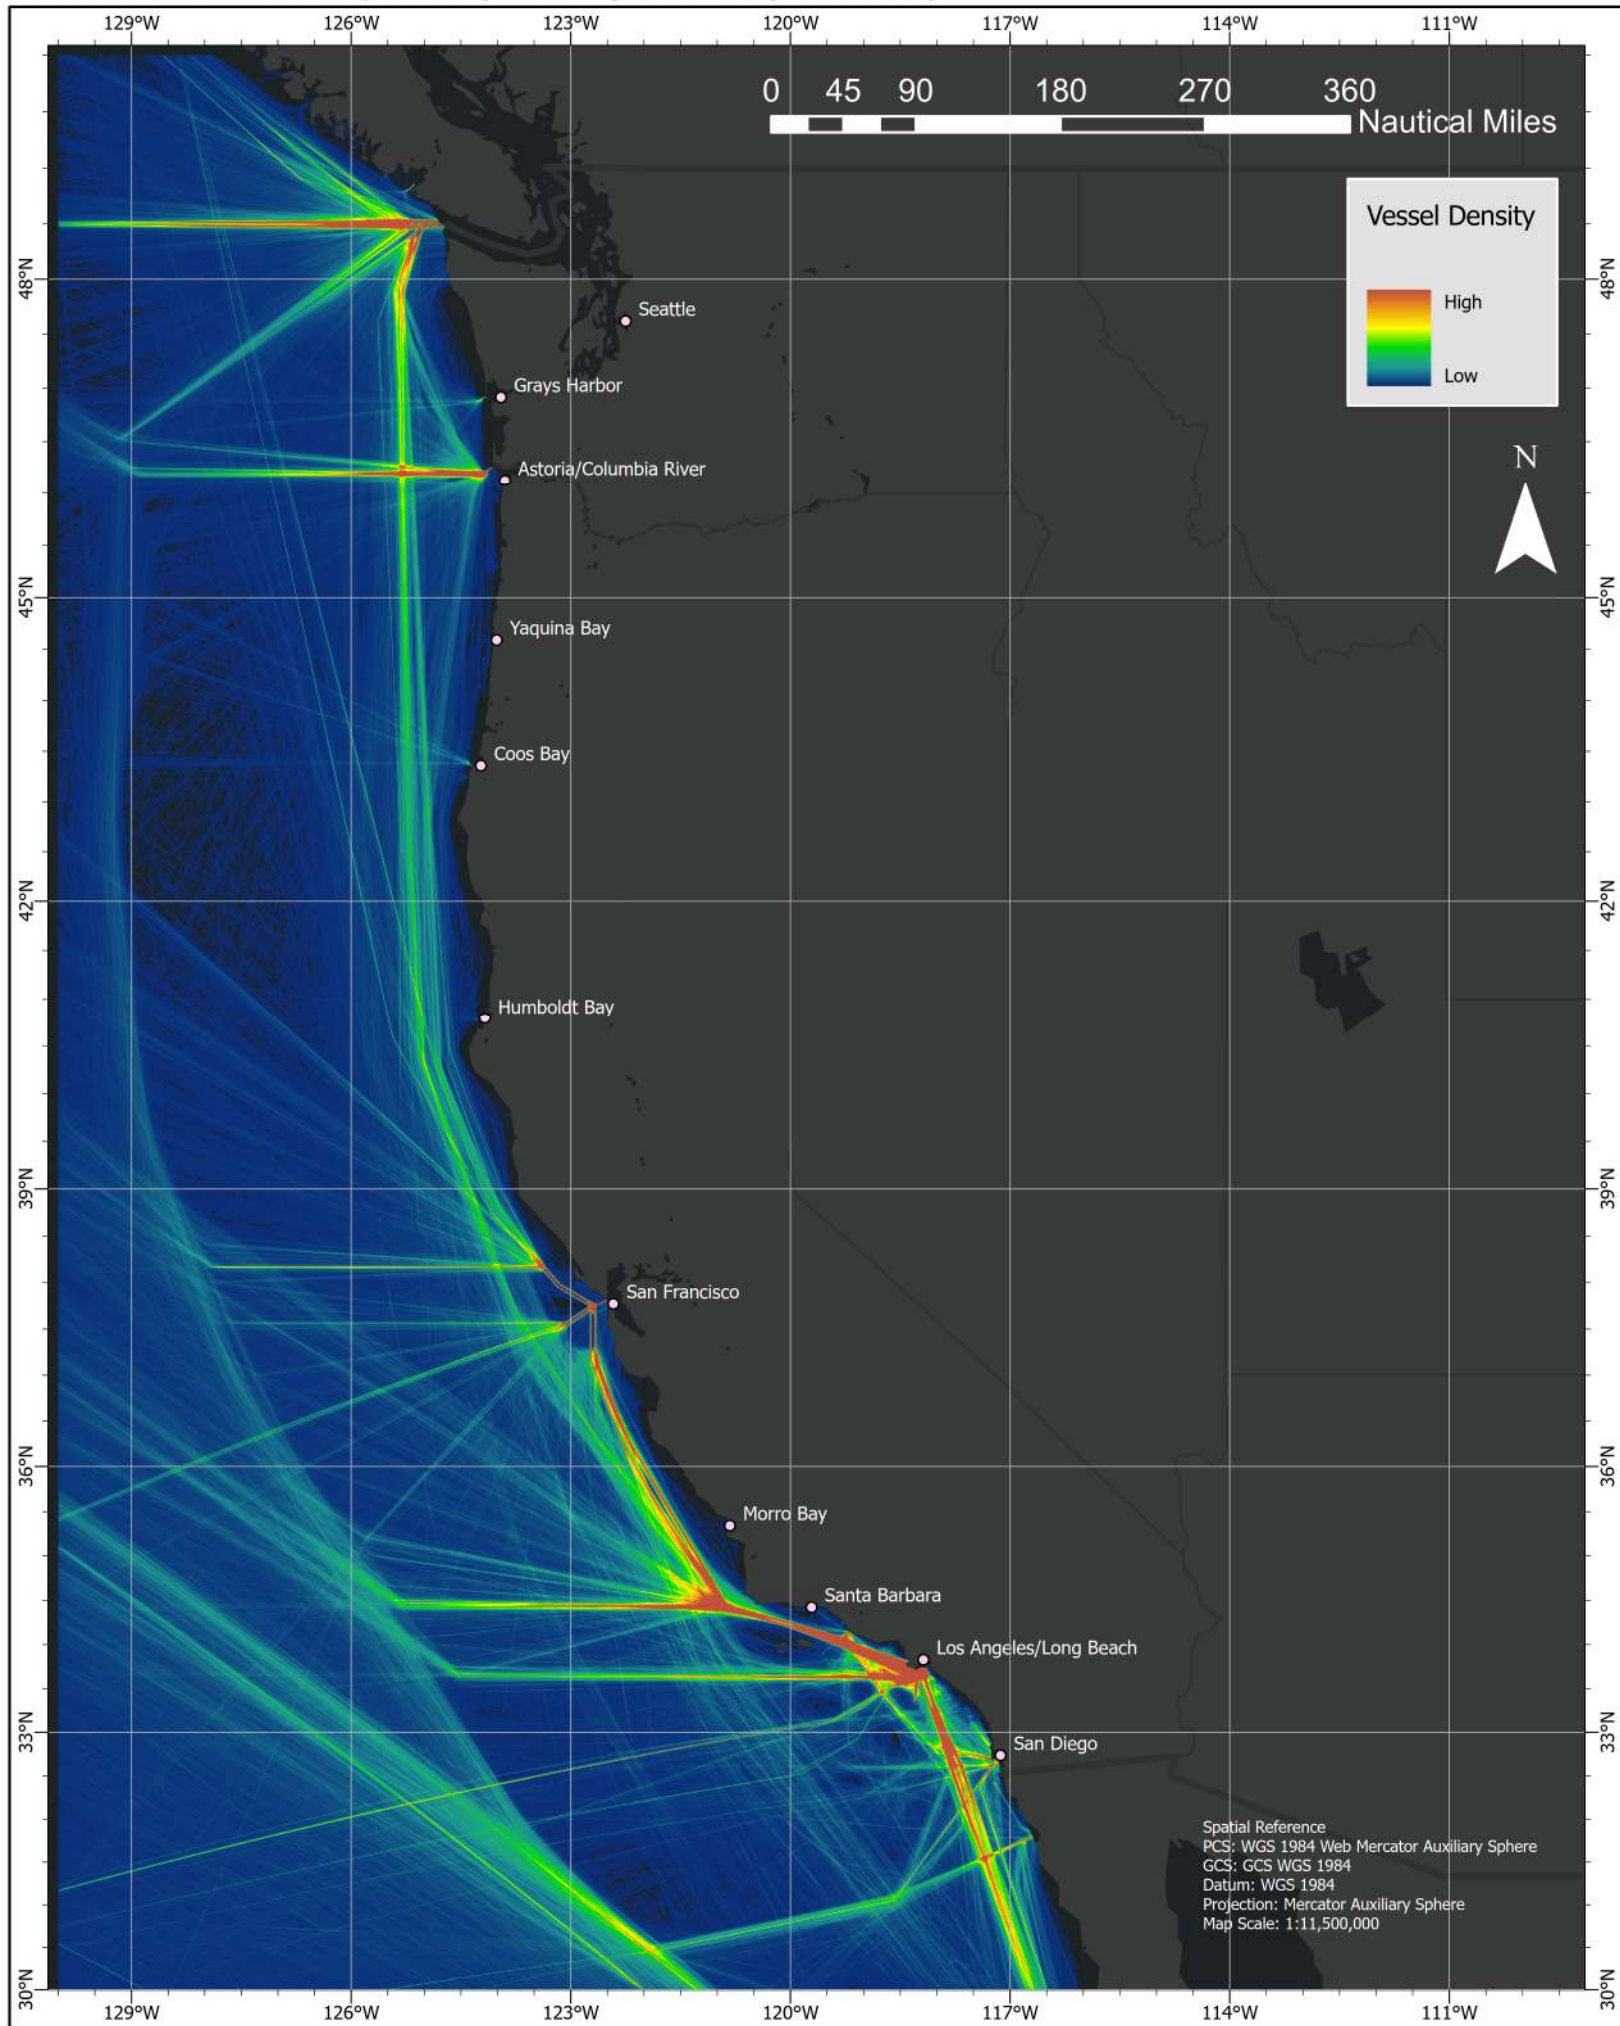 129°W 126°W 123°W 120°W 117°W 114°W 111°W
0 45 90 180 270 360
Nautical Miles
Vessel Density
High
Low
N
48°N 48°N
Seattle
Grays Harbor
Astoria/Columbia River
45°N 45°N
Yaquina Bay
Coos Bay
42°N 42°N
Humboldt Bay
39°N 39°N
San Francisco
36°N 36°N
Morro Bay
Santa Barbara
Los Angeles/Long Beach
33°N 33°N
San Diego
Spatial Reference
PCS: WGS 1984 Web Mercator Auxiliary Sphere
GCS: GCS WGS 1984
Datum: WGS 1984
Projection: Mercator Auxiliary Sphere
Map Scale: 1:11,500,000
30°N 30°N
129°W 126°W 123°W 120°W 117°W 114°W 111°W